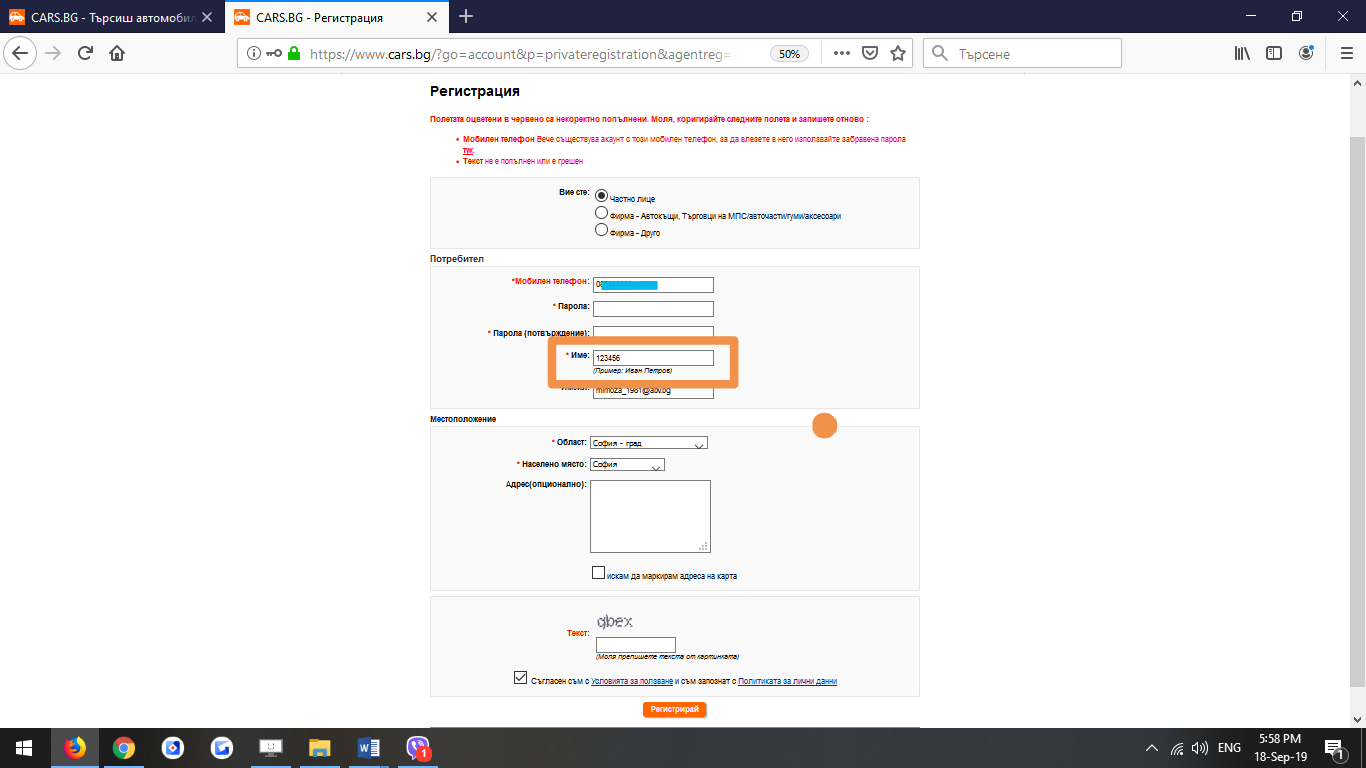 CARS.BG - Търсиш автомобил
CARS.BG - Регистрация
https://www.cars.bg/?go=account&p=privateregistration&agentreg=
50%
Търсене
Регистрация
Полетата оцветени в червено са некоректно попълнени. Моля, коригирайте следните полета и запишете отново :
Мобилен телефон Вече съществува акаунт с този мобилен телефон, за да влезете в него използвайте забравена парола
тук
Текст не е попълнен или е грешен
Вие сте:
Частно лице
Фирма - Автокъщи, Търговци на МПС/авточасти/гуми/аксесоари
Фирма - Друго
Потребител
*Мобилен телефон:
* Парола:
* Парола (потвърждение):
* Име: 123456
(Пример: Иван Петров)
mimoza_1981@abv.bg
Местоположение
* Област: София - град
* Населено място: София
Адрес(опционално):
искам да маркирам адреса на карта
qbex
Текст:
(Моля препишете текста от картинката)
Съгласен съм с Условията за ползване и съм запознат с Политиката за лични данни
Регистрирай
1
ENG
5:58 PM
18-Sep-19
1